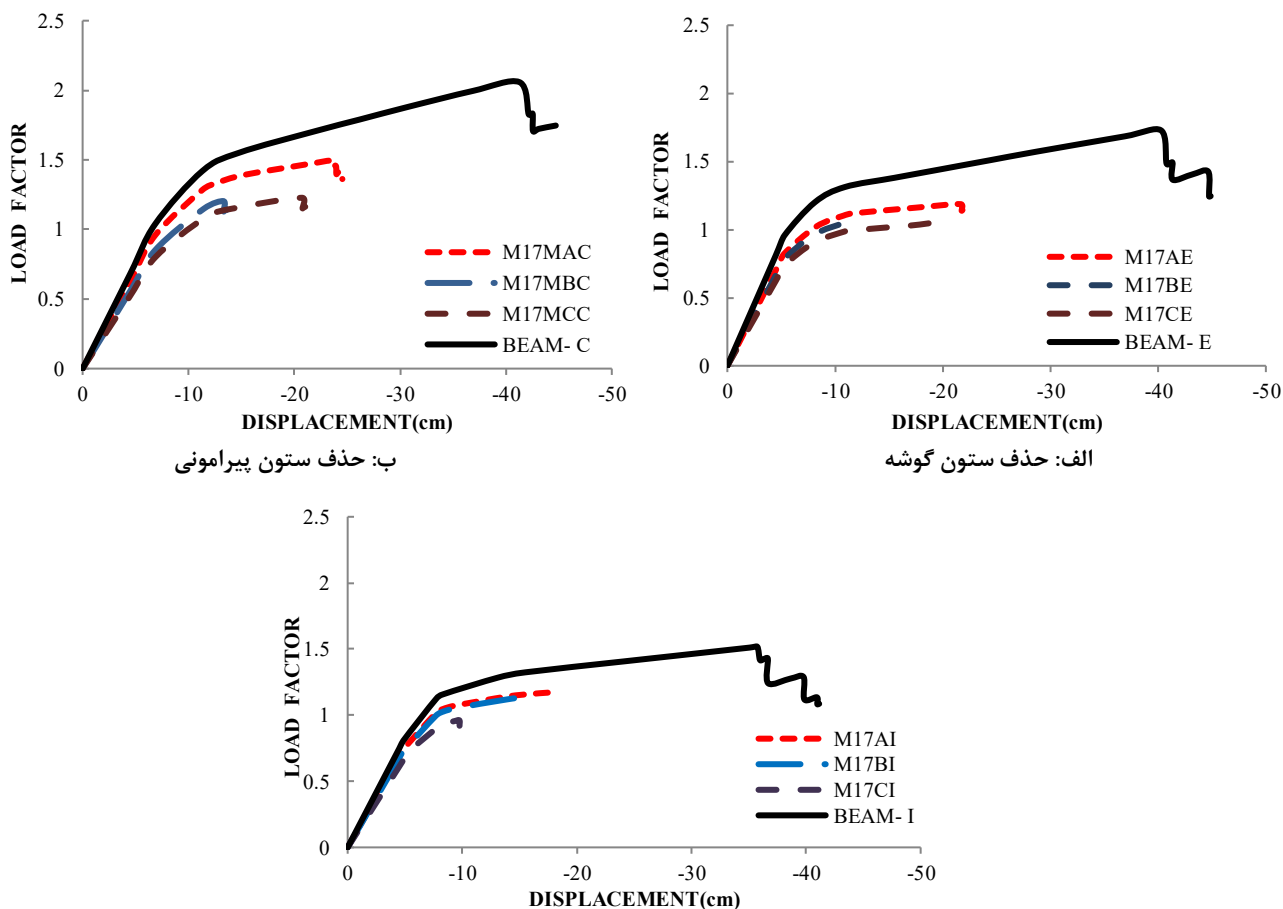 2.5
2
1.5
1
0.5
0
LOAD FACTOR
0 -10 -20 -30 -40 -50
DISPLACEMENT(cm)
M17MAC
M17MBC
M17MCC
BEAM- C
ب: حذف ستون پیرامونی
2.5
2
1.5
1
0.5
0
LOAD FACTOR
0 -10 -20 -30 -40 -50
DISPLACEMENT(cm)
M17AE
M17BE
M17CE
BEAM- E
الف: حذف ستون گوشه
2.5
2
1.5
1
0.5
0
LOAD FACTOR
0 -10 -20 -30 -40 -50
DISPLACEMENT(cm)
M17AI
M17BI
M17CI
BEAM- I